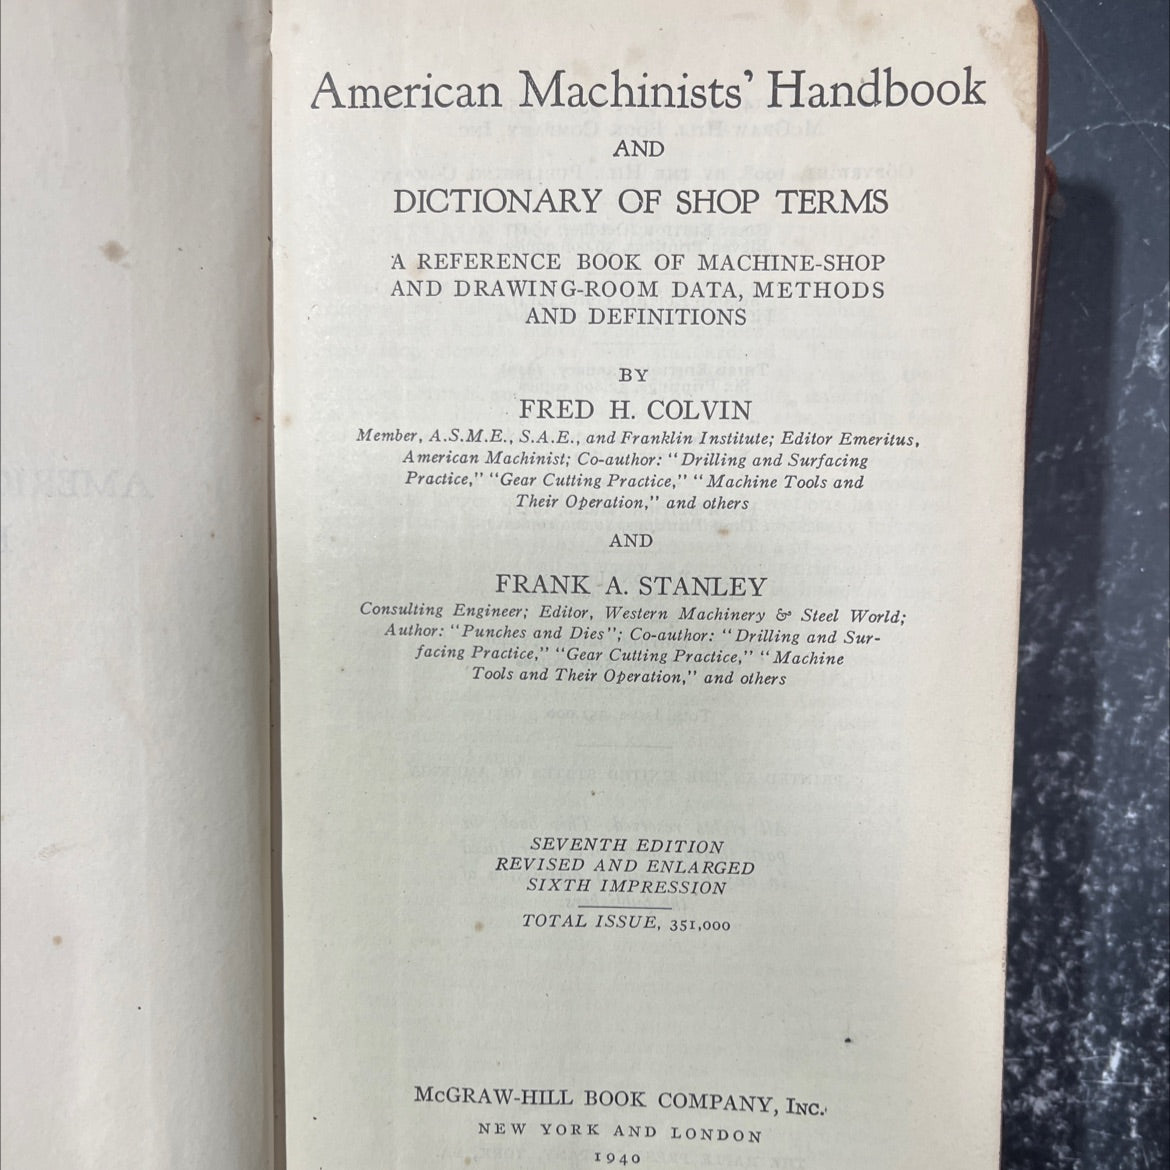 American Machinists' Handbook
AND
DICTIONARY OF SHOP TERMS
A REFERENCE BOOK OF MACHINE-SHOP
AND DRAWING-ROOM DATA, METHODS
AND DEFINITIONS
BY
FRED H. COLVIN
Member, A.S.M.E., S.A.E., and Franklin Institute; Editor Emeritus,
American Machinist; Co-author: "Drilling and Surfacing
Practice," "Gear Cutting Practice," "Machine Tools and
Their Operation," and others
AND
FRANK A. STANLEY
Consulting Engineer; Editor, Western Machinery & Steel World;
Author: "Punches and Dies"; Co-author: "Drilling and Sur-
facing Practice," "Gear Cutting Practice," "Machine
Tools and Their Operation," and others
SEVENTH EDITION
REVISED AND ENLARGED
SIXTH IMPRESSION
TOTAL ISSUE, 351,000
McGRAW-HILL BOOK COMPANY, INC.
NEW YORK AND LONDON
1940